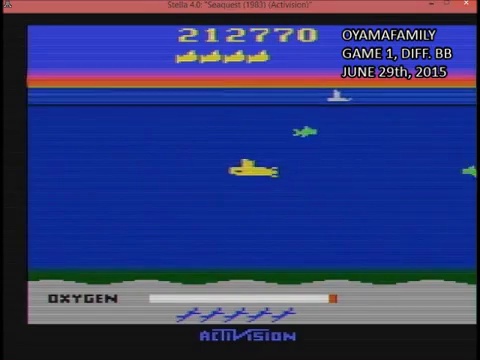 Stella 4.0: "Seaquest (1983) (Activision)"
212770
OYAMAFAMILY
GAME 1, DIFF. BB
JUNE 29th, 2015
OXYGEN
ACTIVISION